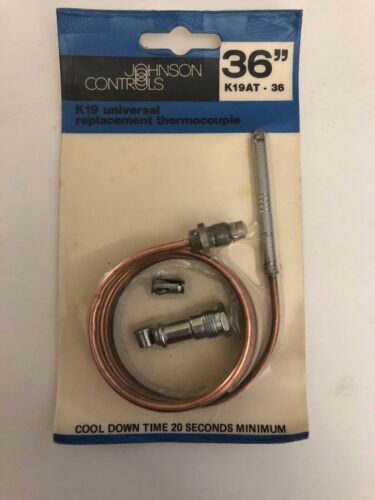 JOHNSON
CONTROLS
36"
K19AT - 36
K19 universal
replacement thermocouple
COOL DOWN TIME 20 SECONDS MINIMUM